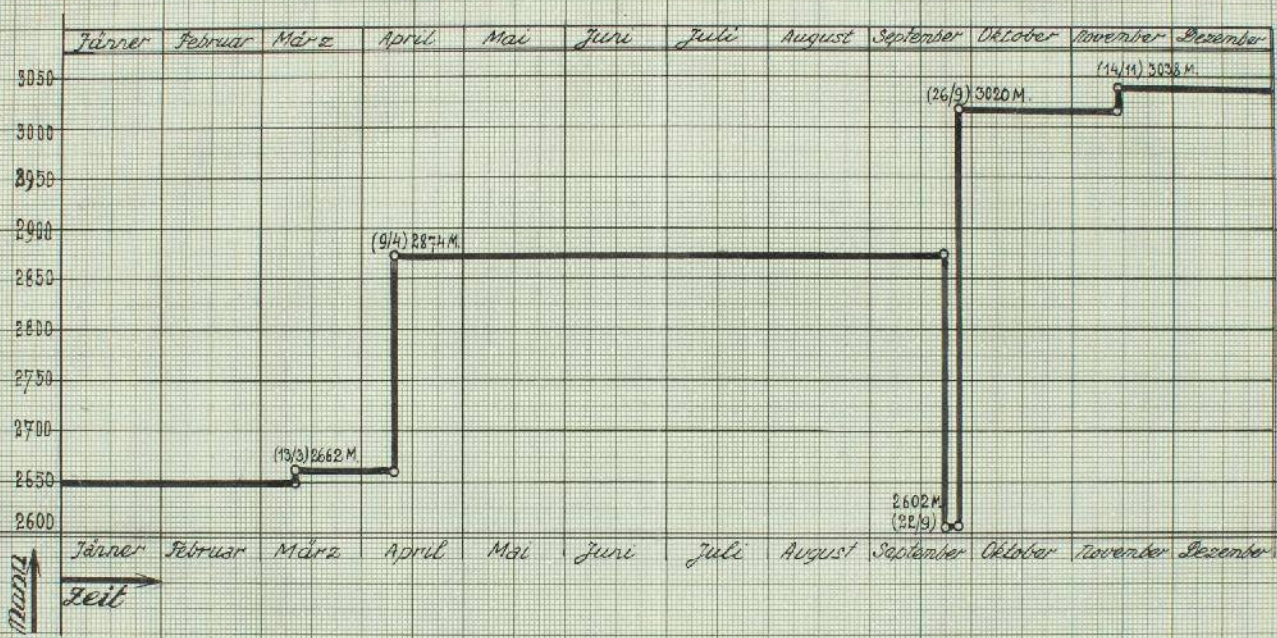 Jänner Februar März April Mai Juni Juli August September Oktober November Dezember
(14/11) 3038 M.
3050
(26/9) 3020 M.
3000
2950
2900
(9/4) 2874 M.
2850
2800
2750
2700
(13/3) 2662 M.
2650
2602 M
2600
(22/9)
Jänner Februar März April Mai Juni Juli August September Oktober November Dezember
Mann
Zeit